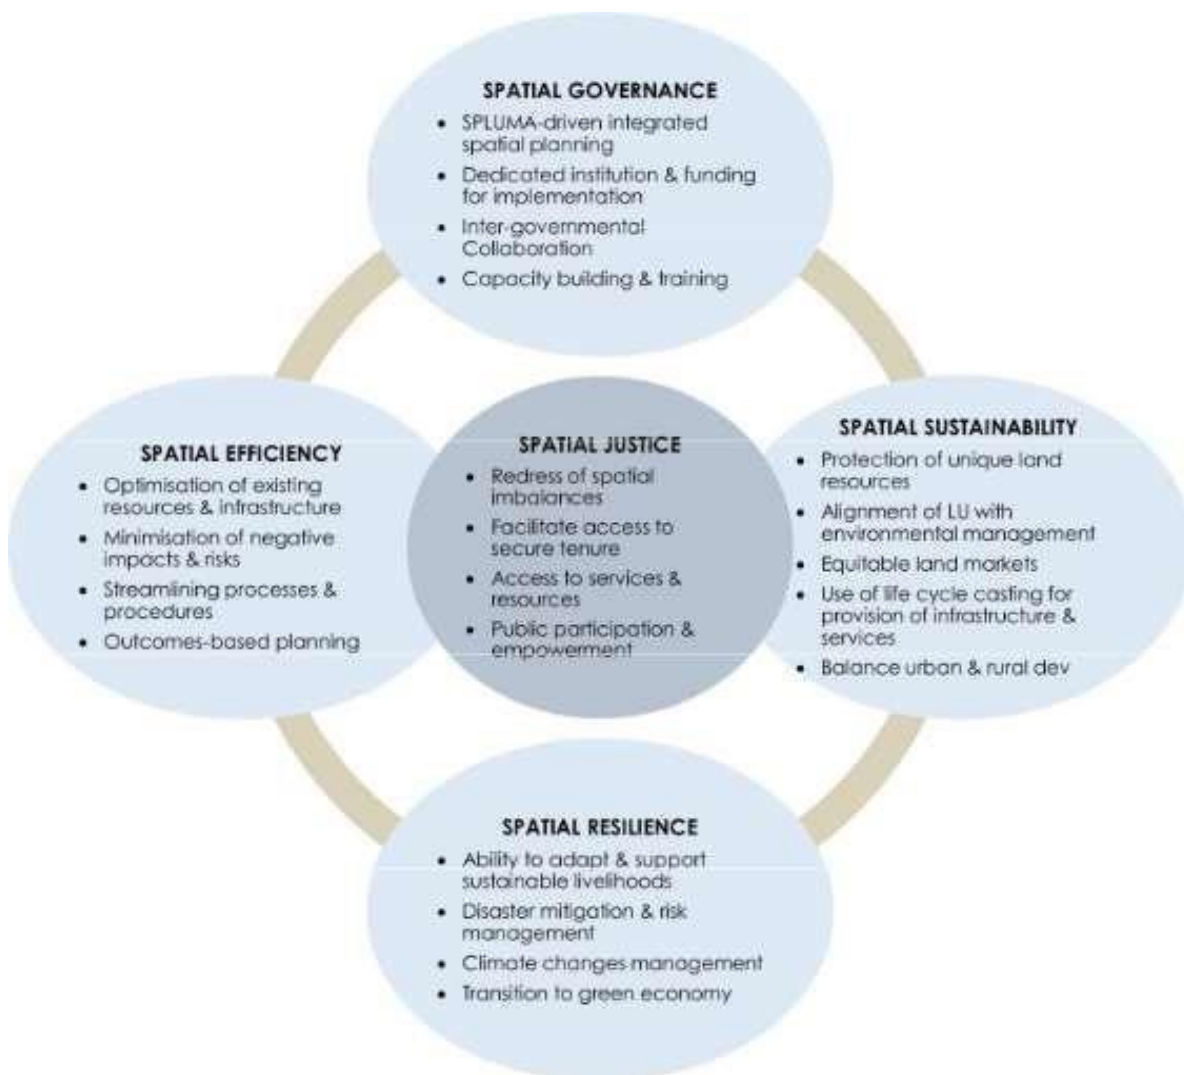 SPATIAL GOVERNANCE
• SPLUMA-driven integrated
spatial planning
• Dedicated institution & funding
for implementation
• Inter-governmental
Collaboration
• Capacity building & training
SPATIAL EFFICIENCY
• Optimisation of existing
resources & infrastructure
• Minimisation of negative
impacts & risks
• Streamlining processes &
procedures
• Outcomes-based planning
SPATIAL JUSTICE
• Redress of spatial
imbalances
• Facilitate access to
secure tenure
• Access to services &
resources
• Public participation &
empowerment
SPATIAL SUSTAINABILITY
• Protection of unique land
resources
• Alignment of LU with
environmental management
• Equitable land markets
• Use of life cycle casting for
provision of infrastructure &
services
• Balance urban & rural dev
SPATIAL RESILIENCE
• Ability to adapt & support
sustainable livelihoods
• Disaster mitigation & risk
management
• Climate changes management
• Transition to green economy